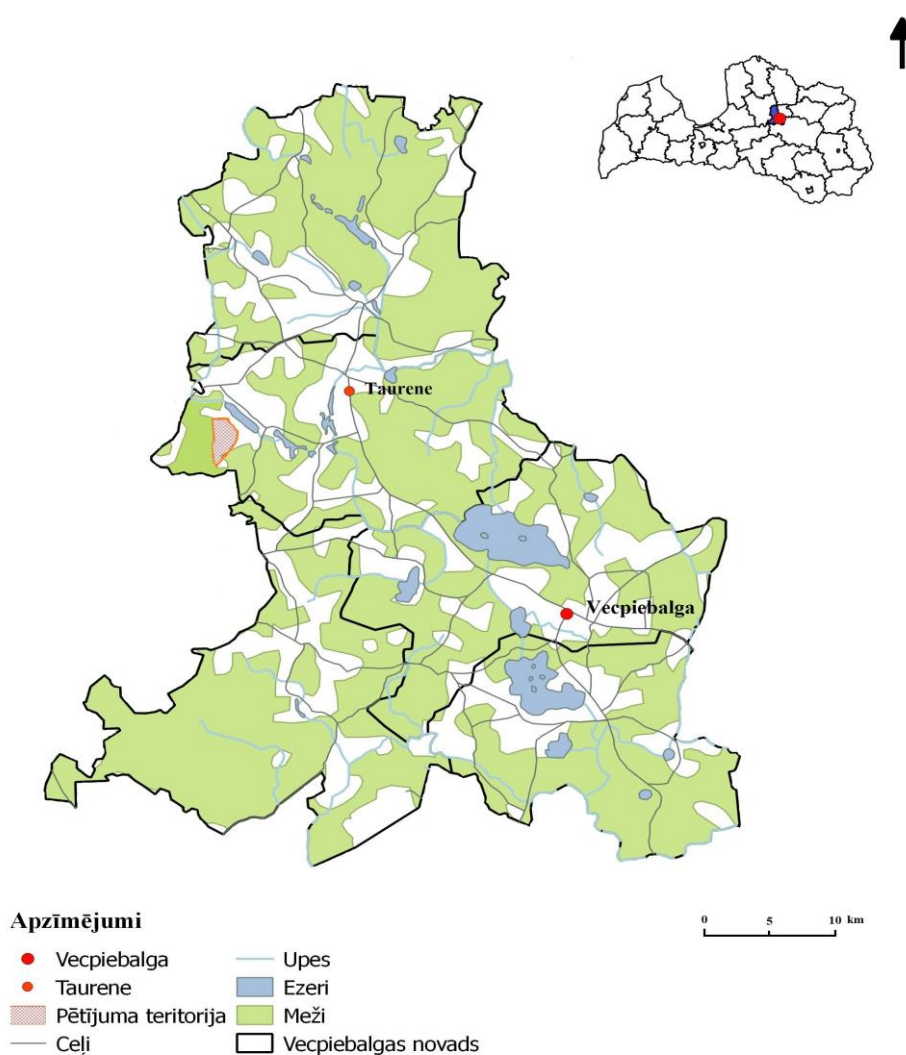 Taurene
Vecpiebalga
Apzīmējumi
Vecpiebalga
Taurene
Pētījuma teritorija
Ceļi
Upes
Ezeri
Meži
Vecpiebalgas novads
0 5 10 km